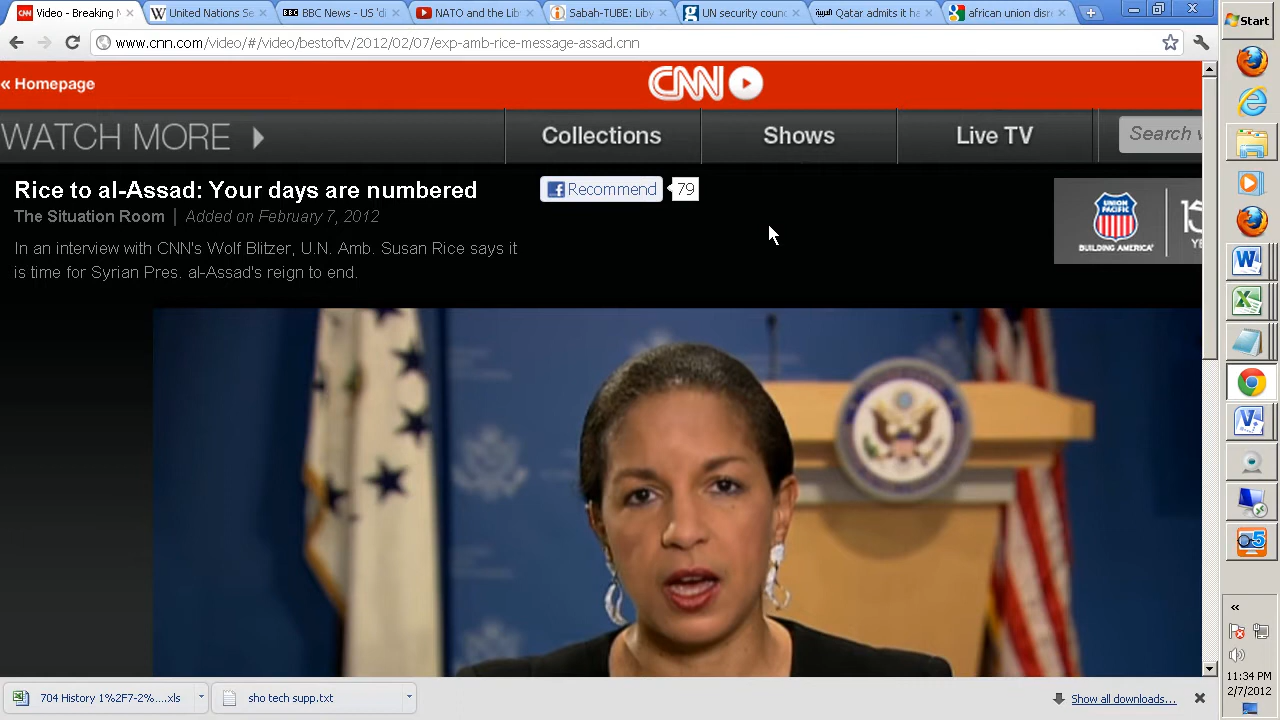 Video - Breaking N
United Nations Se
BBC News - US 'di
NATO and the Lib
Sabah-TUBE: Liby
UN Security counc
Qatar admits it ha
african union disr
www.cnn.com/video/#/video/bestoftv/2012/02/07/exp-amb-rice-message-assad.cnn
« Homepage
CNN
WATCH MORE
Collections
Shows
Live TV
Search v
Rice to al-Assad: Your days are numbered
Recommend
79
The Situation Room | Added on February 7, 2012
In an interview with CNN's Wolf Blitzer, U.N. Amb. Susan Rice says it
is time for Syrian Pres. al-Assad's reign to end.
UNION
PACIFIC
BUILDING AMERICA®
15
YE
704 History 1%2F7-2%....xls
sho tech supp.txt
Show all downloads...
Start
11:34 PM
2/7/2012